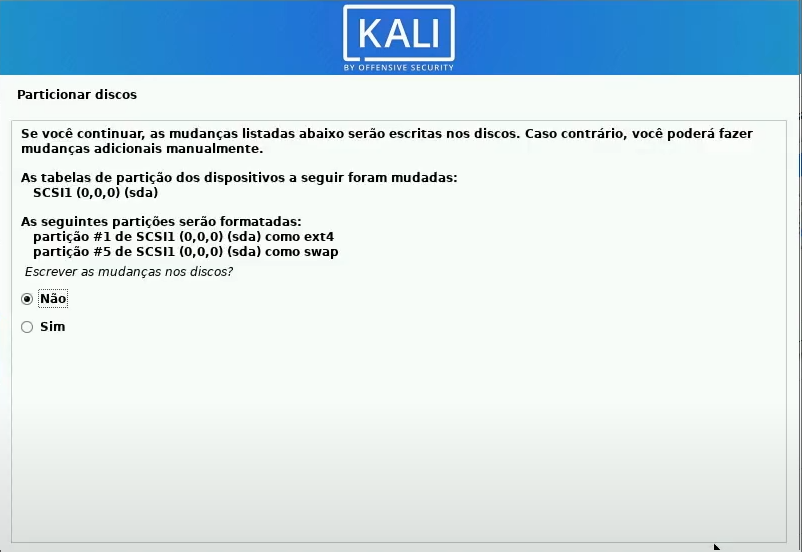 KALI
BY OFFENSIVE SECURITY
Particionar discos
Se você continuar, as mudanças listadas abaixo serão escritas nos discos. Caso contrário, você poderá fazer
mudanças adicionais manualmente.
As tabelas de partição dos dispositivos a seguir foram mudadas:
SCSI1 (0,0,0) (sda)
As seguintes partições serão formatadas:
partição #1 de SCSI1 (0,0,0) (sda) como ext4
partição #5 de SCSI1 (0,0,0) (sda) como swap
Escrever as mudanças nos discos?
Não
Sim